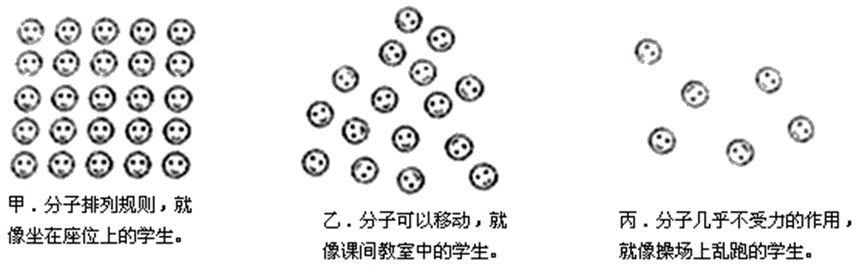 甲．分子排列规则，就
像坐在座位上的学生。
乙．分子可以移动，就
像课间教室中的学生。
丙．分子几乎不受力的作用，
就像操场上乱跑的学生。